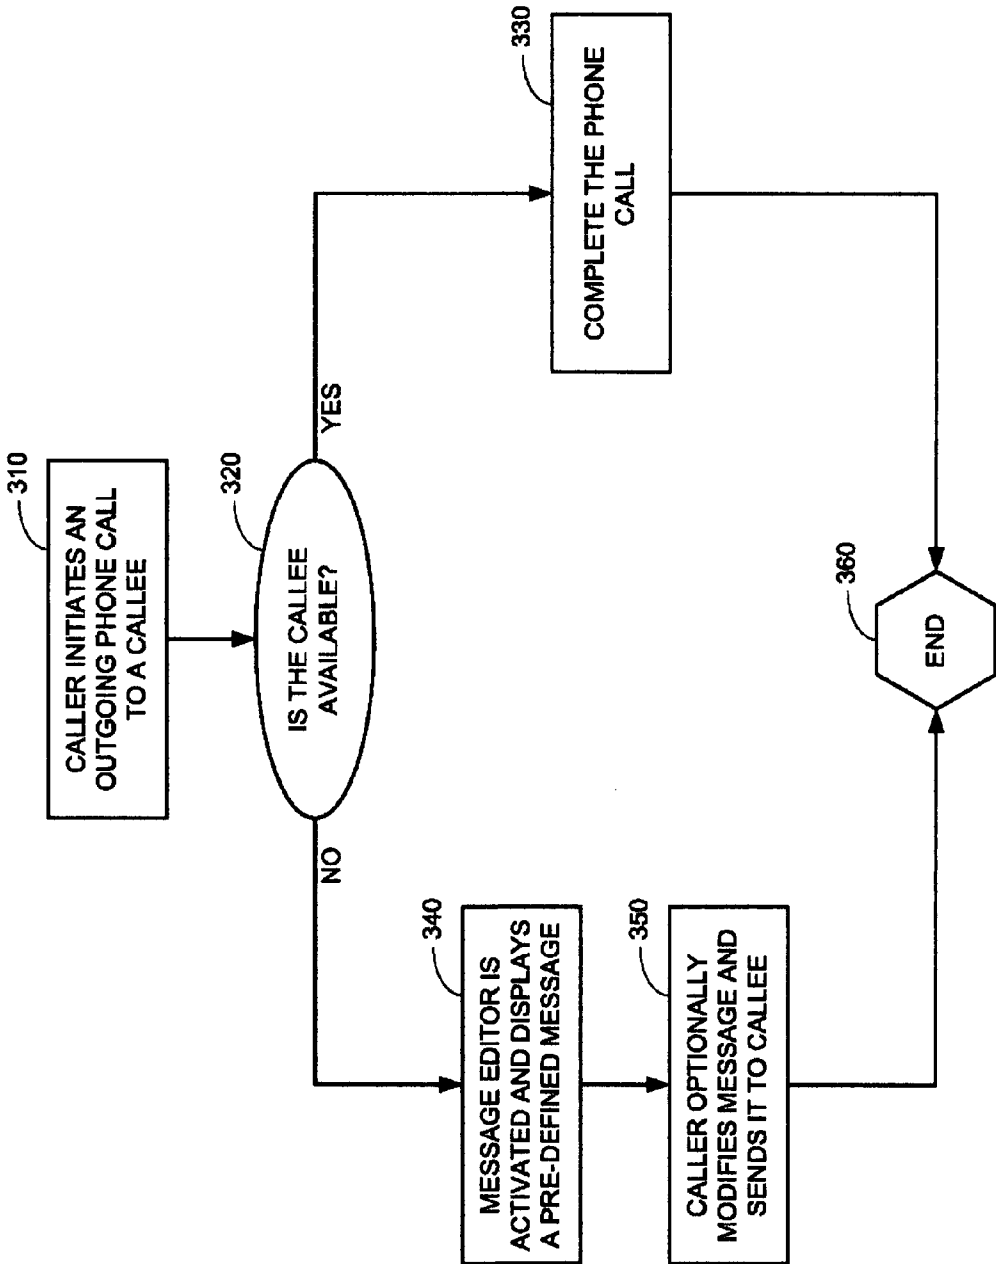 310
CALLER INITIATES AN
OUTGOING PHONE CALL
TO A CALLEE
320
IS THE CALLEE
AVAILABLE?
NO
YES
340
MESSAGE EDITOR IS
ACTIVATED AND DISPLAYS
A PRE-DEFINED MESSAGE
350
CALLER OPTIONALLY
MODIFIES MESSAGE AND
SENDS IT TO CALLEE
330
COMPLETE THE PHONE
CALL
360
END